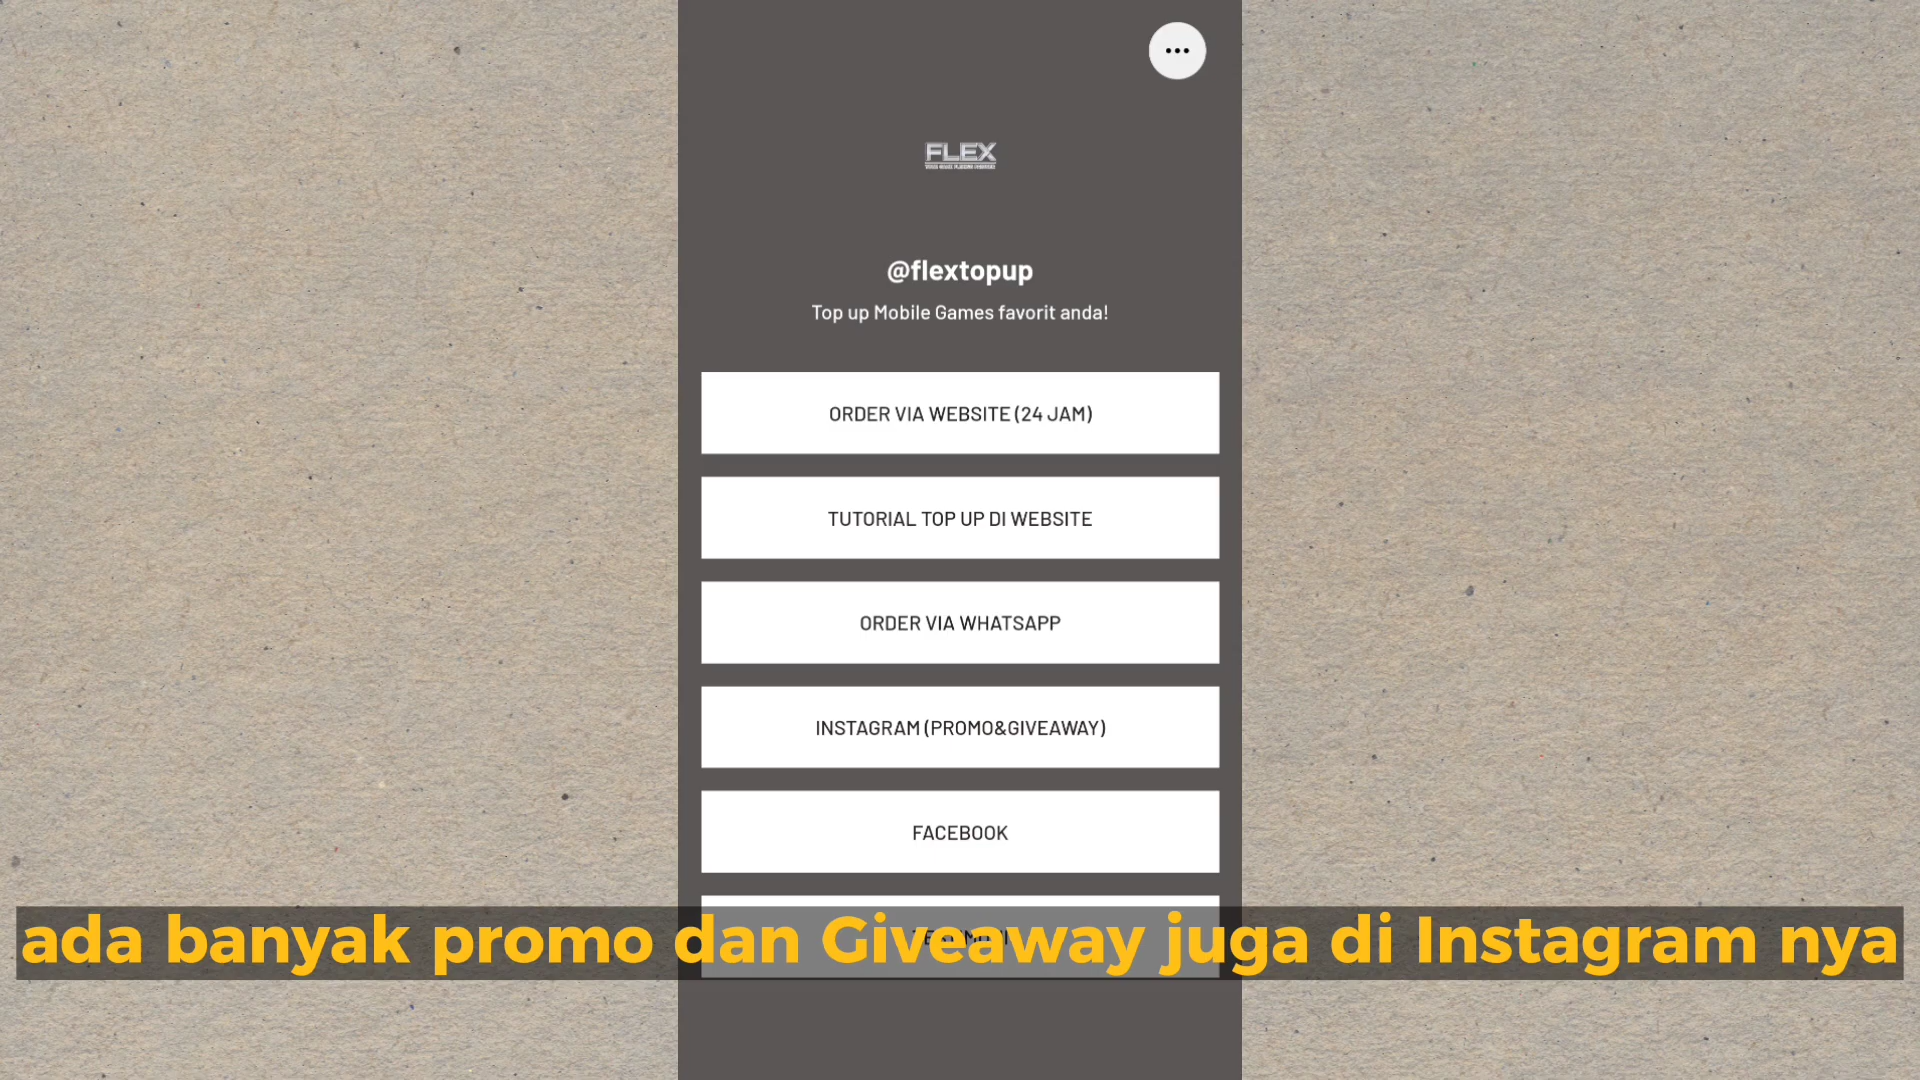 FLEX
@flextopup
Top up Mobile Games favorit anda!
ORDER VIA WEBSITE (24 JAM)
TUTORIAL TOP UP DI WEBSITE
ORDER VIA WHATSAPP
INSTAGRAM (PROMO&GIVEAWAY)
FACEBOOK
ada banyak promo dan Giveaway juga di Instagram nya